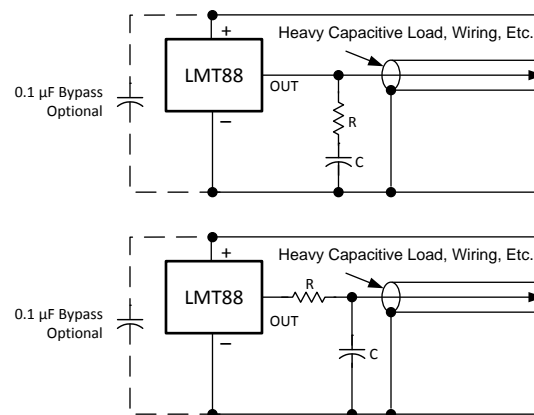 +
Heavy Capacitive Load, Wiring, Etc.
LMT88
0.1 µF Bypass
Optional
OUT
R
−
C
+
Heavy Capacitive Load, Wiring, Etc.
LMT88
R
0.1 µF Bypass
Optional
OUT
−
C